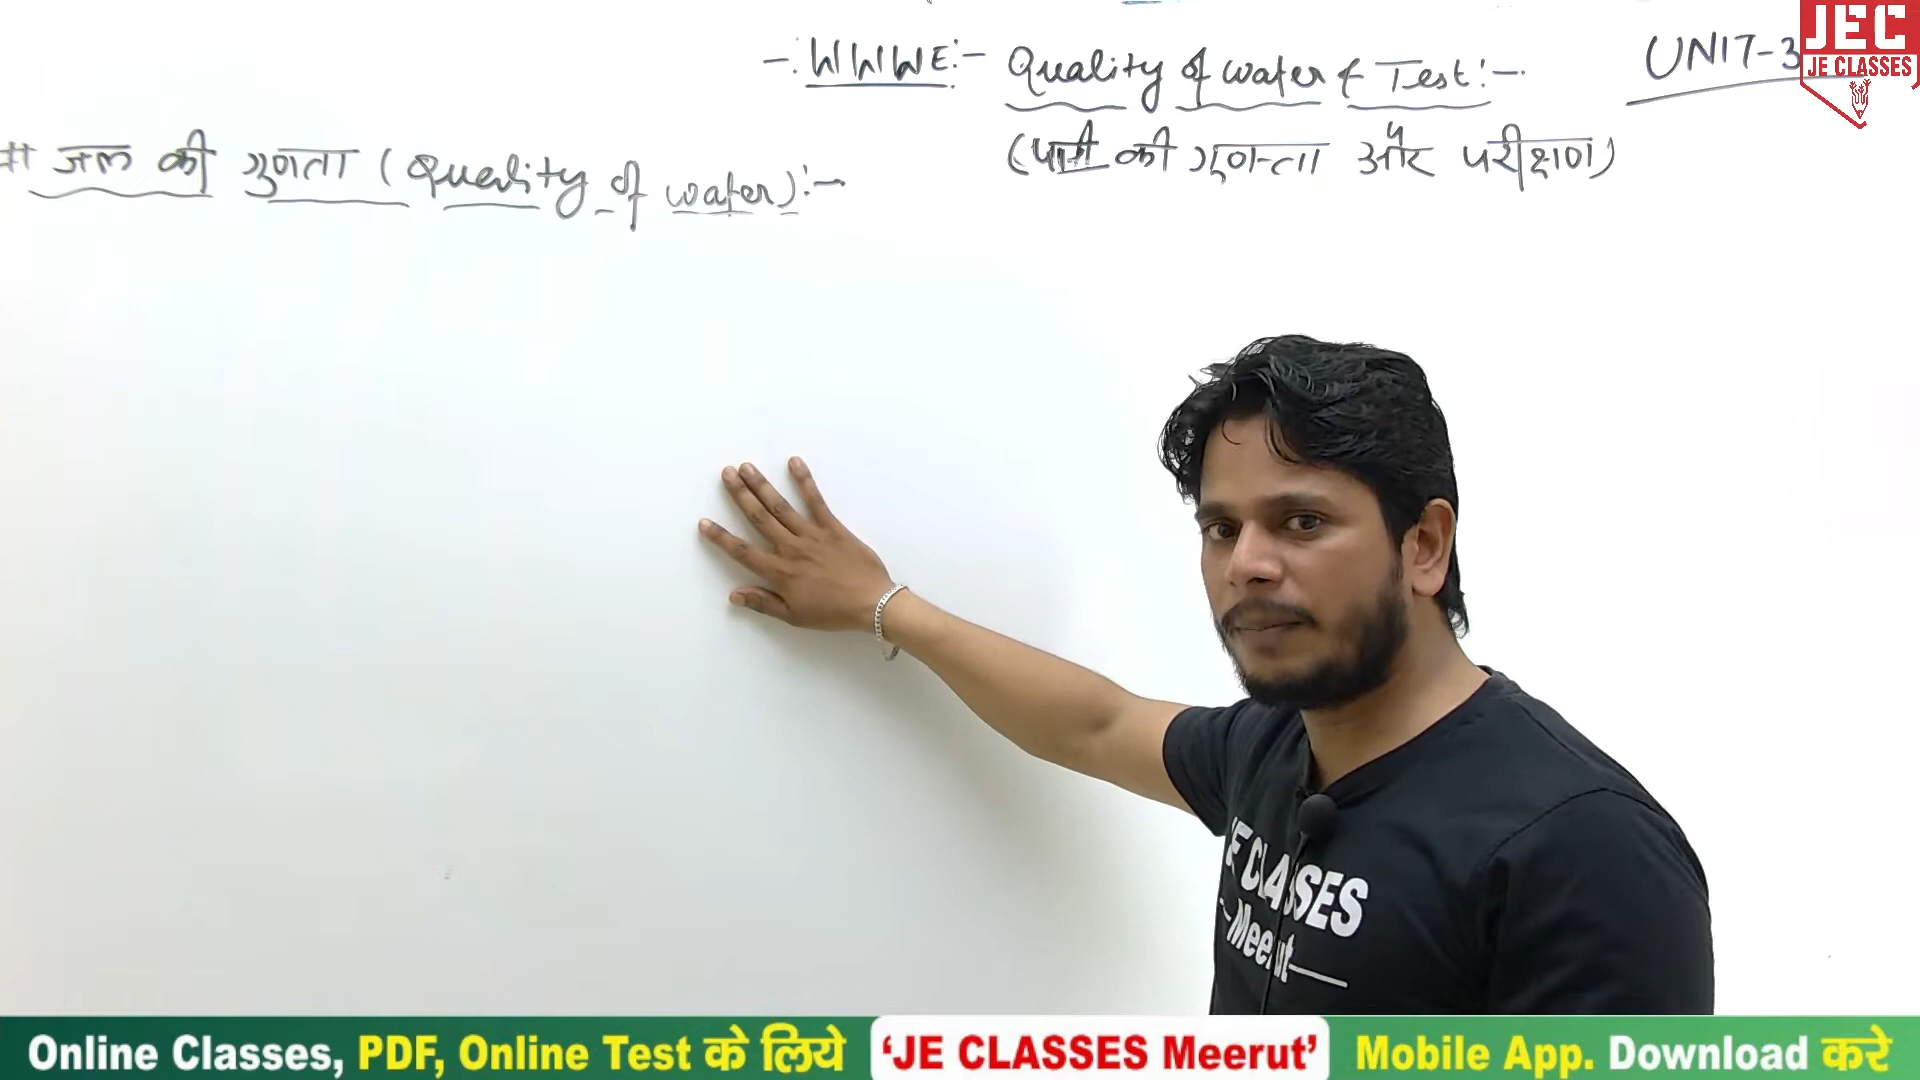 -: WWWE:- Quality of water & Test:- UNIT-3
(पानी की गुणवत्ता और परीक्षण)
# जल की गुणता (Quality of water):-
JEC
JE CLASSES
JE CLASSES
Meerut
Online Classes, PDF, Online Test के लिये 'JE CLASSES Meerut' Mobile App. Download करे